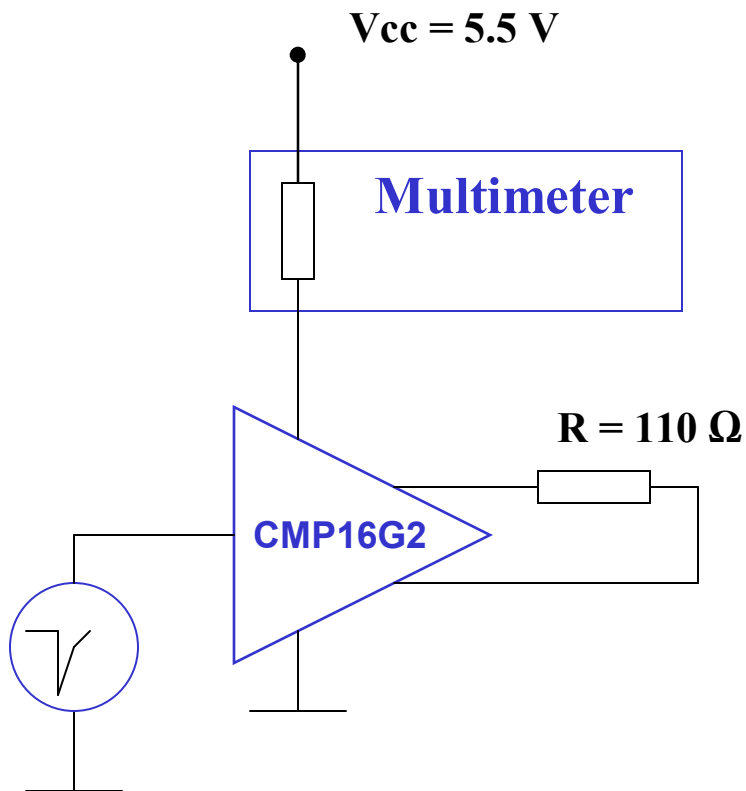 Vcc = 5.5 V
Multimeter
R = 110 Ω
CMP16G2